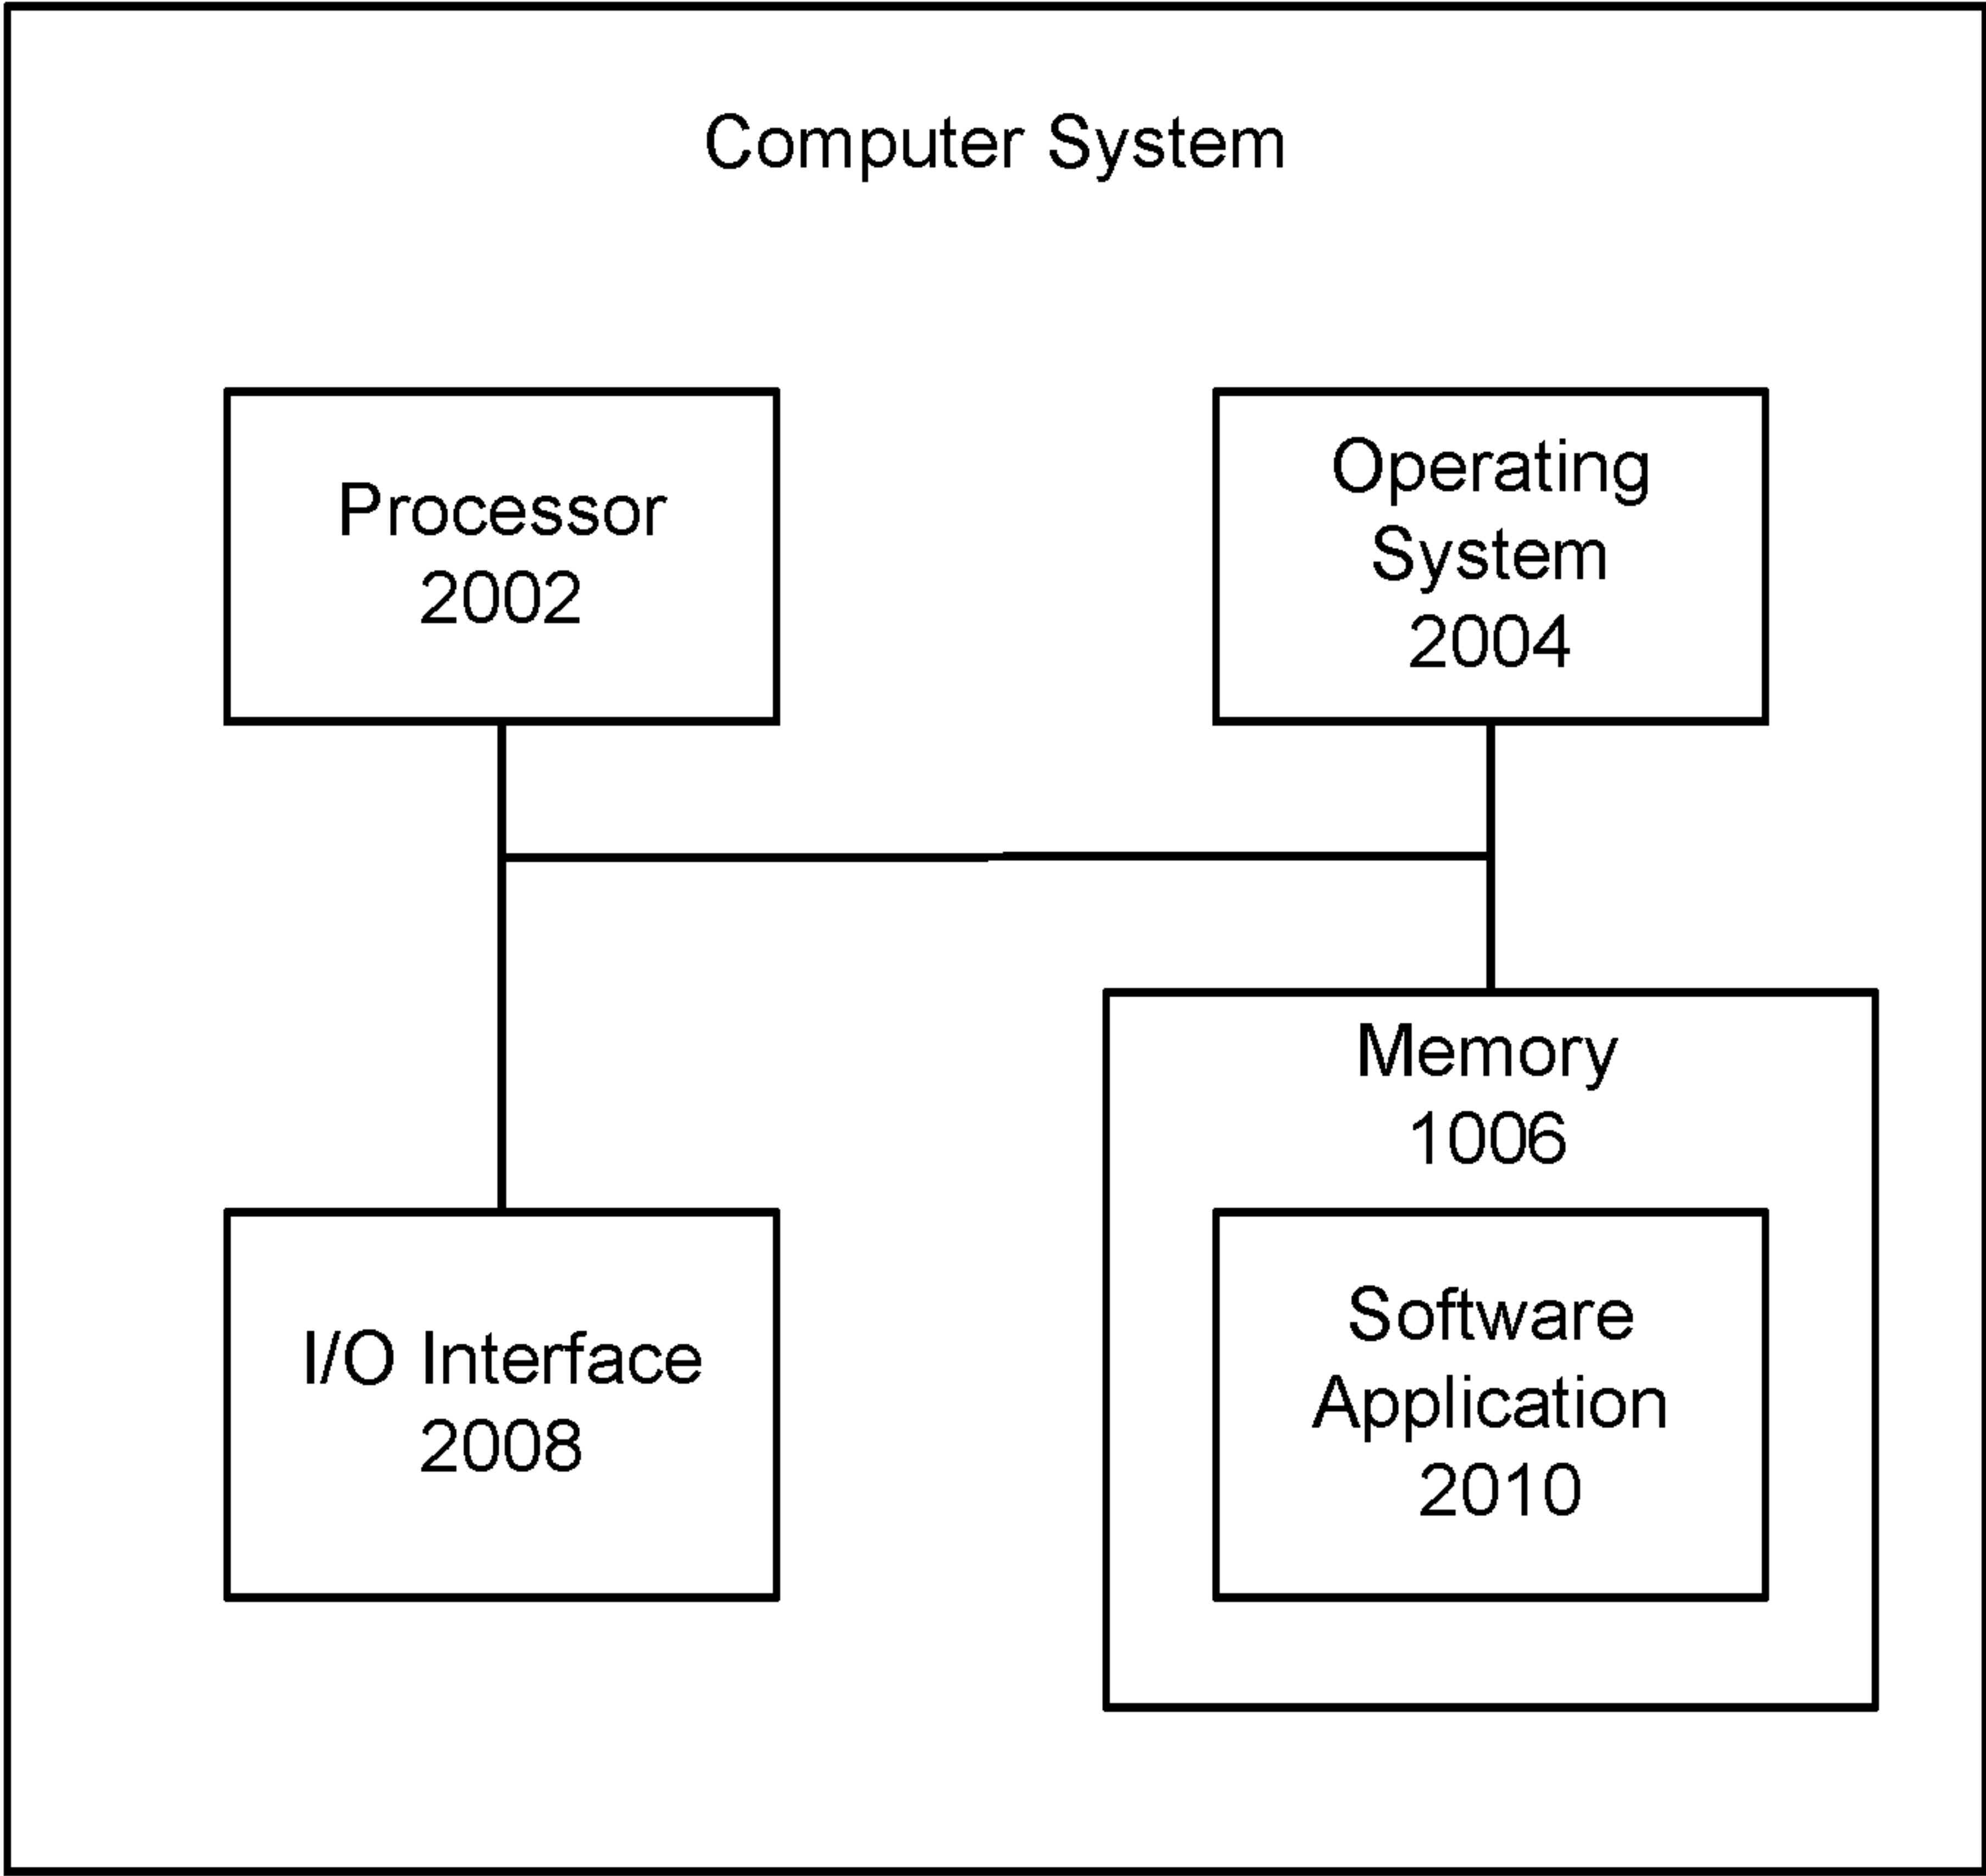 Computer System
Processor
2002
Operating
System
2004
Memory
1006
I/O Interface
2008
Software
Application
2010